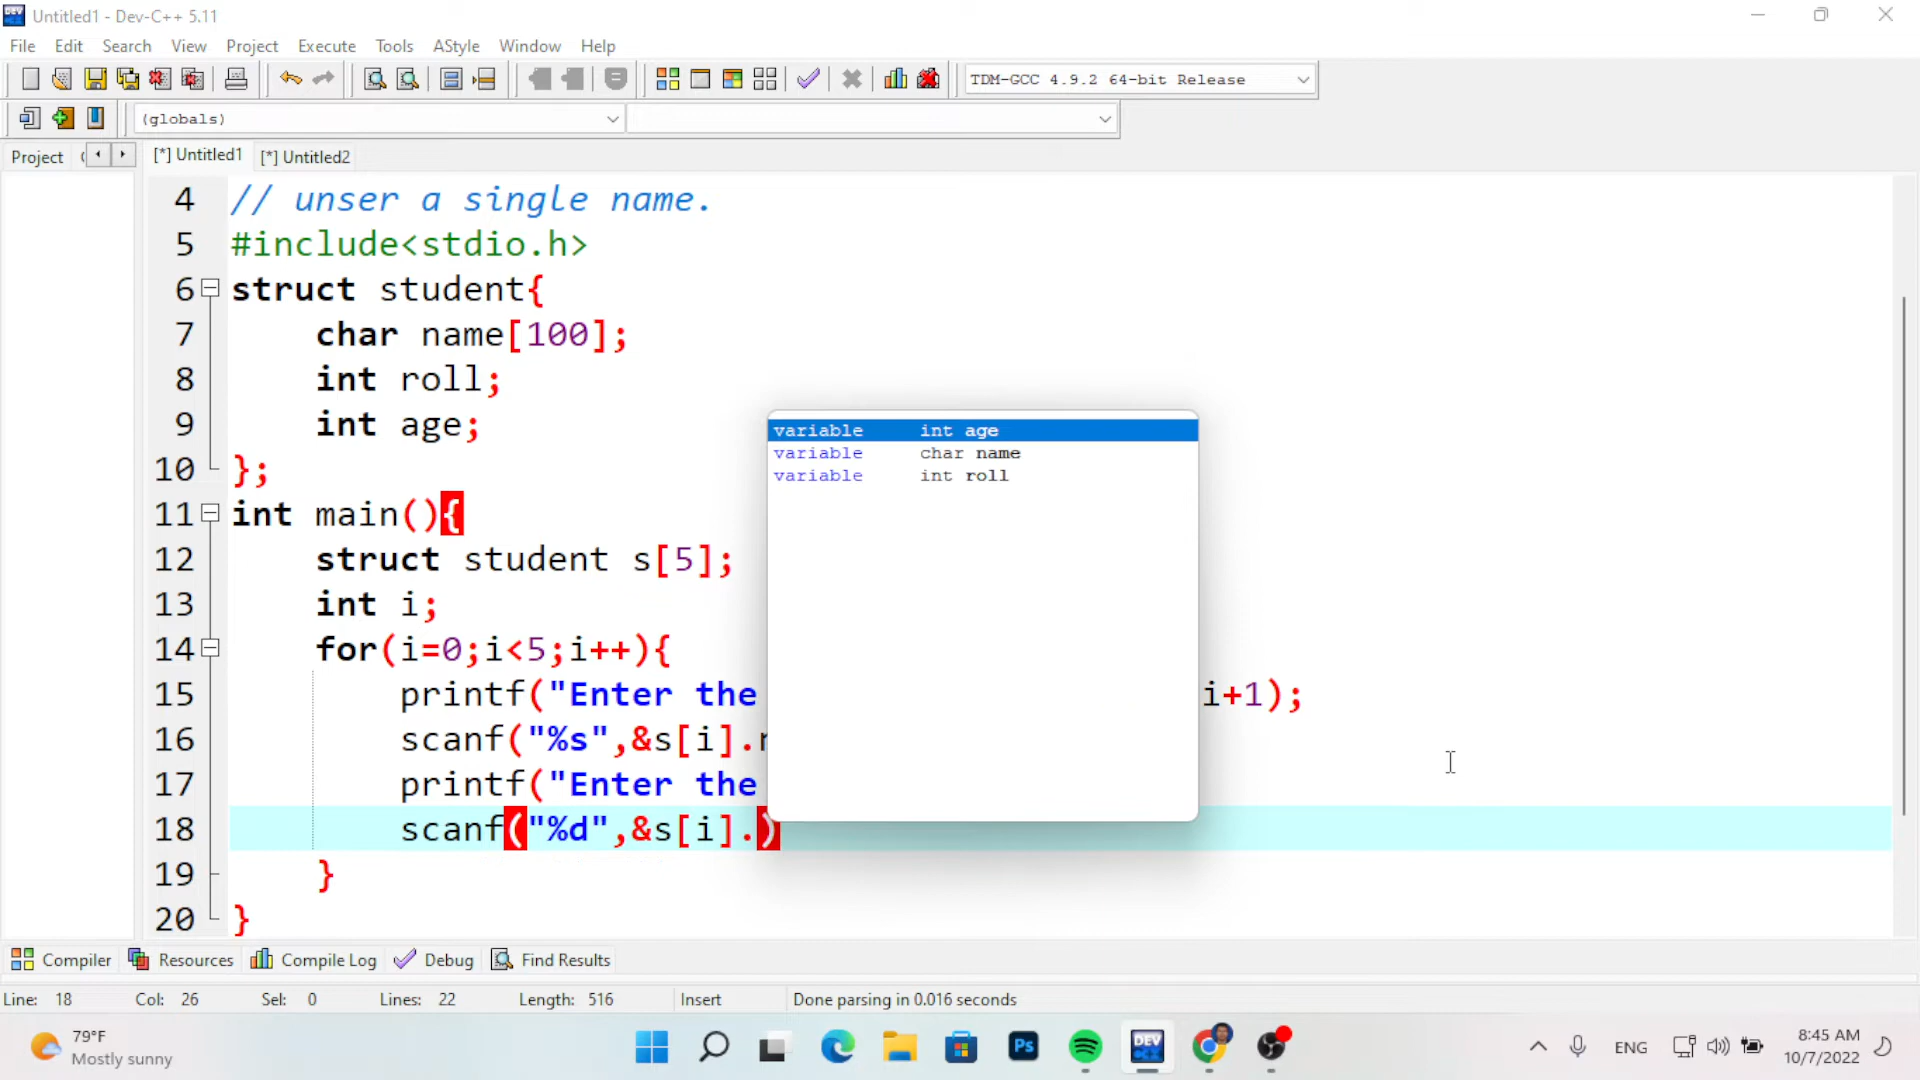 Untitled1 - Dev-C++ 5.11
File Edit Search View Project Execute Tools AStyle Window Help
TDM-GCC 4.9.2 64-bit Release
(globals)
Project [*] Untitled1 [*] Untitled2
4 // unser a single name.
5 #include<stdio.h>
6 struct student{
7 char name[100];
8 int roll;
9 int age;
10 };
11 int main(){
12 struct student s[5];
13 int i;
14 for(i=0;i<5;i++){
15 printf("Enter the i+1);
16 scanf("%s",&s[i].
17 printf("Enter the
18 scanf("%d",&s[i].)
19 }
20 }
variable int age
variable char name
variable int roll
Compiler Resources Compile Log Debug Find Results
Line: 18 Col: 26 Sel: 0 Lines: 22 Length: 516 Insert Done parsing in 0.016 seconds
79°F
Mostly sunny
DEV
Ps
DEV
ENG
8:45 AM
10/7/2022